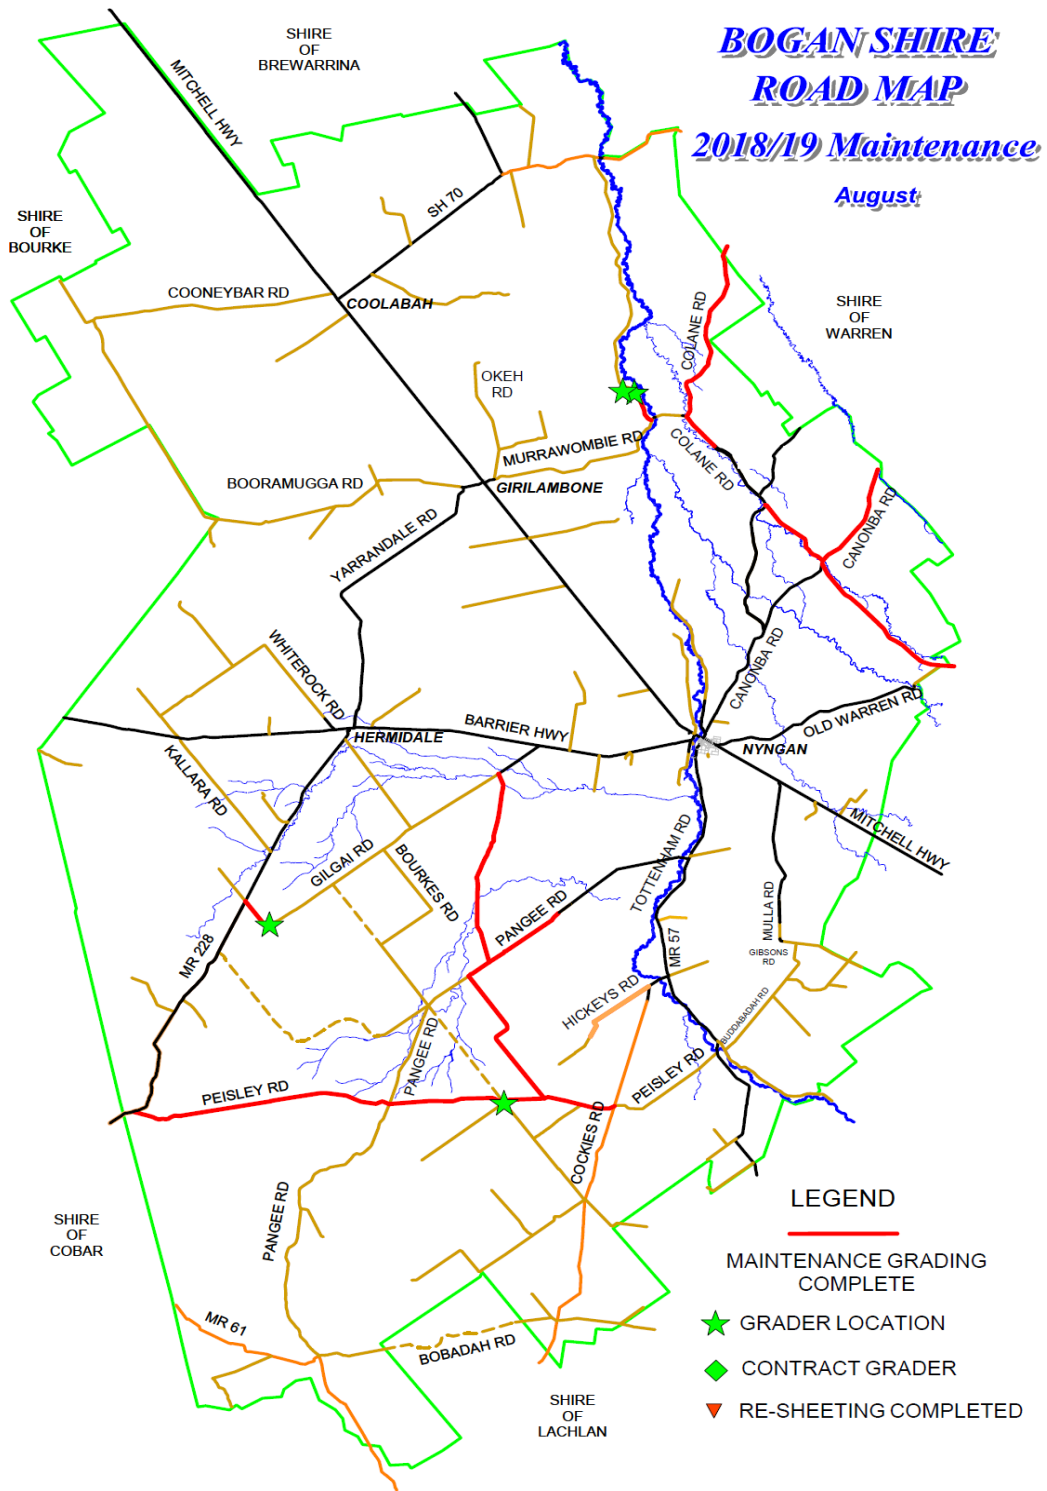 BOGAN SHIRE
ROAD MAP
2018/19 Maintenance
August
SHIRE
OF
BREWARRINA
MITCHELL HWY
SHIRE
OF
BOURKE
SH 70
COONEYBAR RD
COOLABAH
SHIRE
OF
WARREN
COLANE RD
OKEH
RD
MURRAWOMBIE RD
COLANE RD
BOORAMUGGA RD
GIRILAMBONE
CANONBA RD
YARRANDALE RD
WHITEROCK RD
CANONBA RD
OLD WARREN RD
BARRIER HWY
HERMIDALE
NYNGAN
KALLARA RD
MITCHELL HWY
GILGAI RD
BOURKES RD
TOTTENHAM RD
PANGEE RD
MULLA RD
MR 228
MR 57
GIBSONS
RD
HICKEYS RD
BUDDABADAH RD
PANGEE RD
PEISLEY RD
PEISLEY RD
COCKIES RD
PANGEE RD
SHIRE
OF
COBAR
MR 61
BOBADAH RD
SHIRE
OF
LACHLAN
LEGEND
MAINTENANCE GRADING
COMPLETE
GRADER LOCATION
CONTRACT GRADER
RE-SHEETING COMPLETED